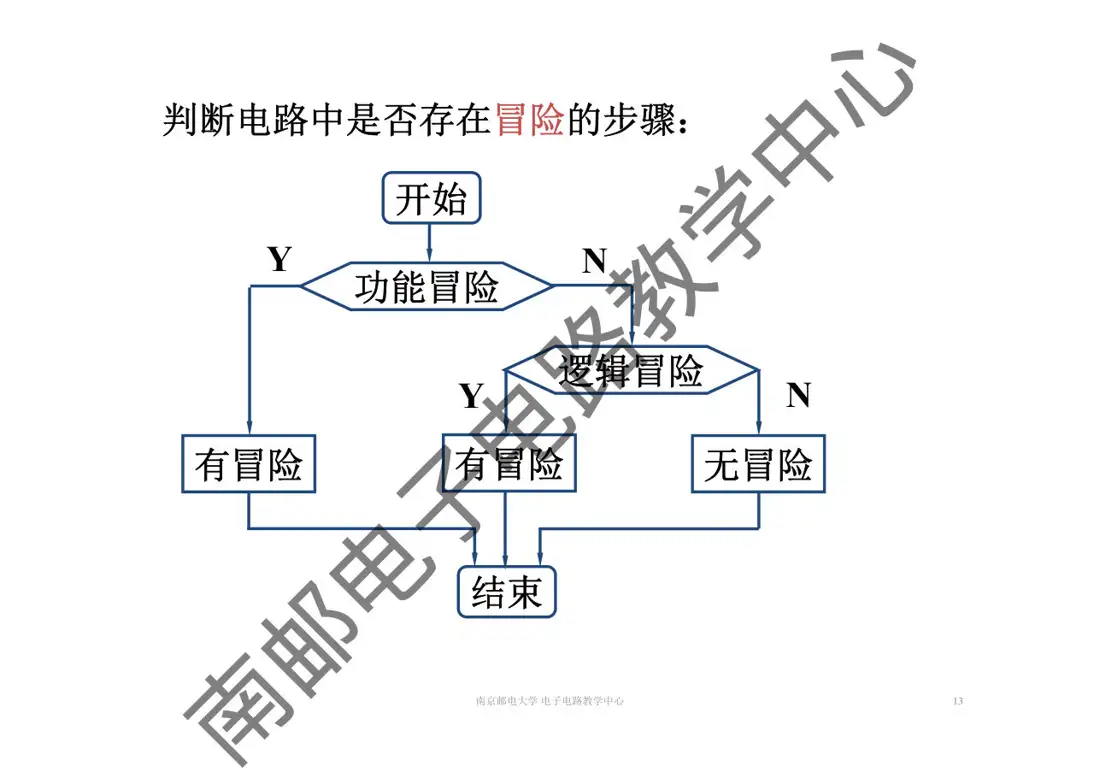 判断电路中是否存在冒险的步骤：
开始
Y
N
功能冒险
逻辑冒险
Y
N
有冒险
有冒险
无冒险
结束
南邮电子电路教学中心
南京邮电大学 电子电路教学中心
13